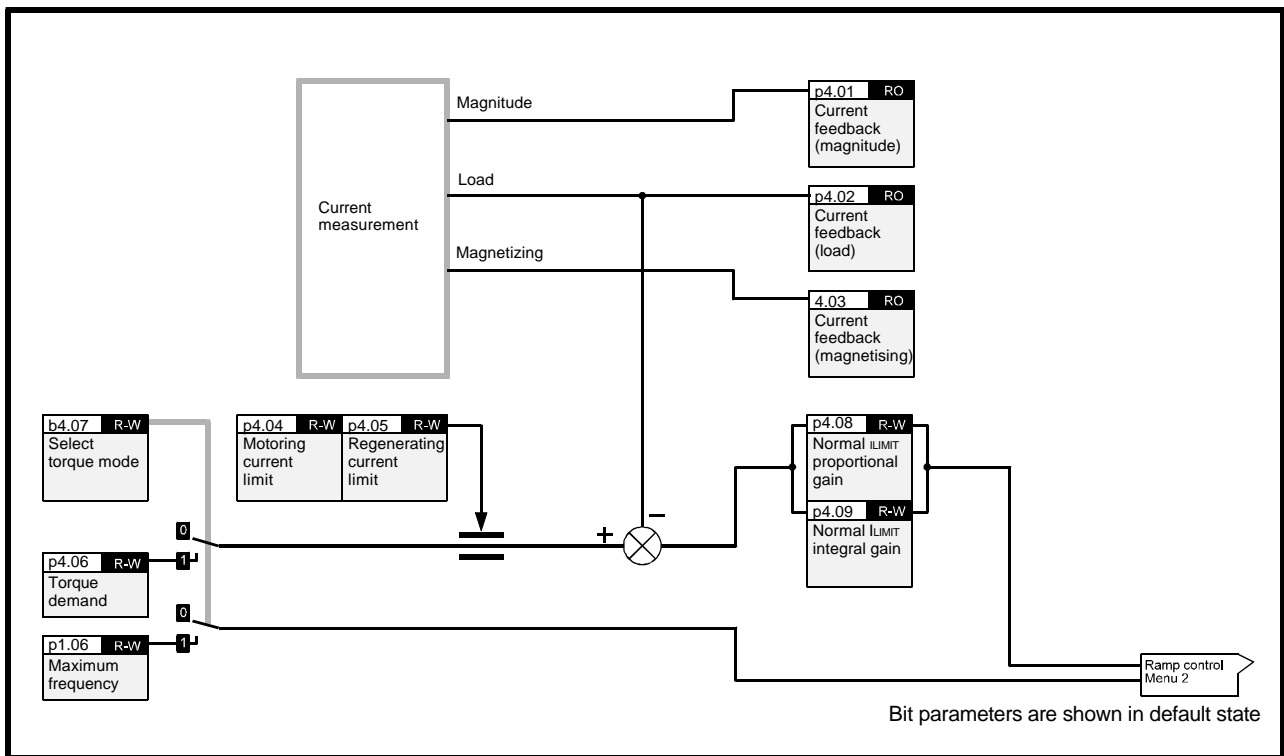 Magnitude
p4.01 RO
Current
feedback
(magnitude)
Load
p4.02 RO
Current
feedback
(load)
Current
measurement
Magnetizing
4.03 RO
Current
feedback
(magnetising)
b4.07 R-W
Select
torque mode
p4.04 R-W
Motoring
current
limit
p4.05 R-W
Regenerating
current
limit
p4.08 R-W
Normal ILIMIT
proportional
gain
p4.09 R-W
Normal ILIMIT
integral gain
0
1
+
−
p4.06 R-W
Torque
demand
0
1
p1.06 R-W
Maximum
frequency
Ramp control
Menu 2
Bit parameters are shown in default state